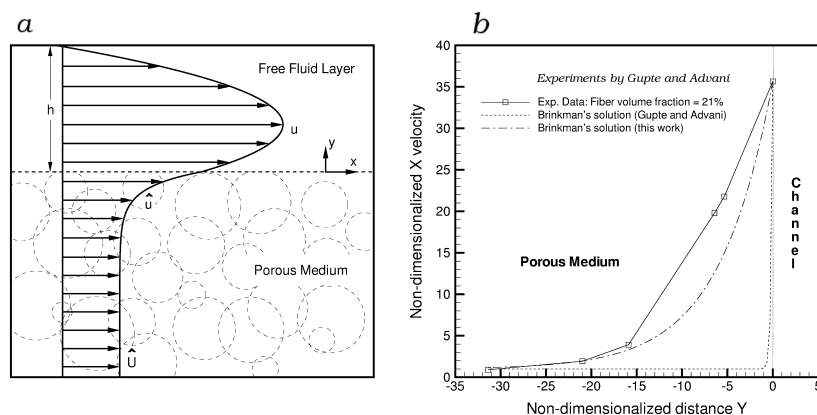 a
Free Fluid Layer
h
u
y
x
û
Porous Medium
Û
b
Experiments by Gupte and Advani
Exp. Data: Fiber volume fraction = 21%
Brinkman's solution (Gupte and Advani)
Brinkman's solution (this work)
Porous Medium
Channel
Non-dimensionalized X velocity
40
35
30
25
20
15
10
5
0
-35 -30 -25 -20 -15 -10 -5 0 5
Non-dimensionalized distance Y